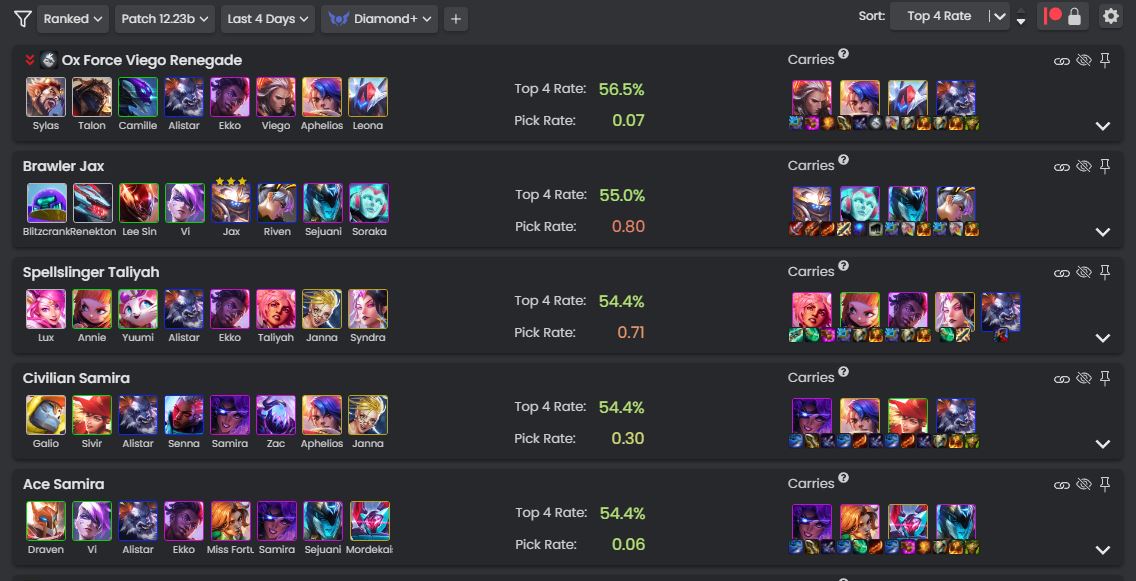 Ranked Patch 12.23b Last 4 Days Diamond+ + Sort: Top 4 Rate
Ox Force Viego Renegade
Carries ?
Sylas Talon Camille Alistar Ekko Viego Aphelios Leona
Top 4 Rate: 56.5%
Pick Rate: 0.07
Brawler Jax
Carries ?
Blitzcrank Renekton Lee Sin Vi Jax Riven Sejuani Soraka
Top 4 Rate: 55.0%
Pick Rate: 0.80
Spellslinger Taliyah
Carries ?
Lux Annie Yuumi Alistar Ekko Taliyah Janna Syndra
Top 4 Rate: 54.4%
Pick Rate: 0.71
Civilian Samira
Carries ?
Galio Sivir Alistar Senna Samira Zac Aphelios Janna
Top 4 Rate: 54.4%
Pick Rate: 0.30
Ace Samira
Carries ?
Draven Vi Alistar Ekko Miss Fortu Samira Sejuani Mordekais
Top 4 Rate: 54.4%
Pick Rate: 0.06